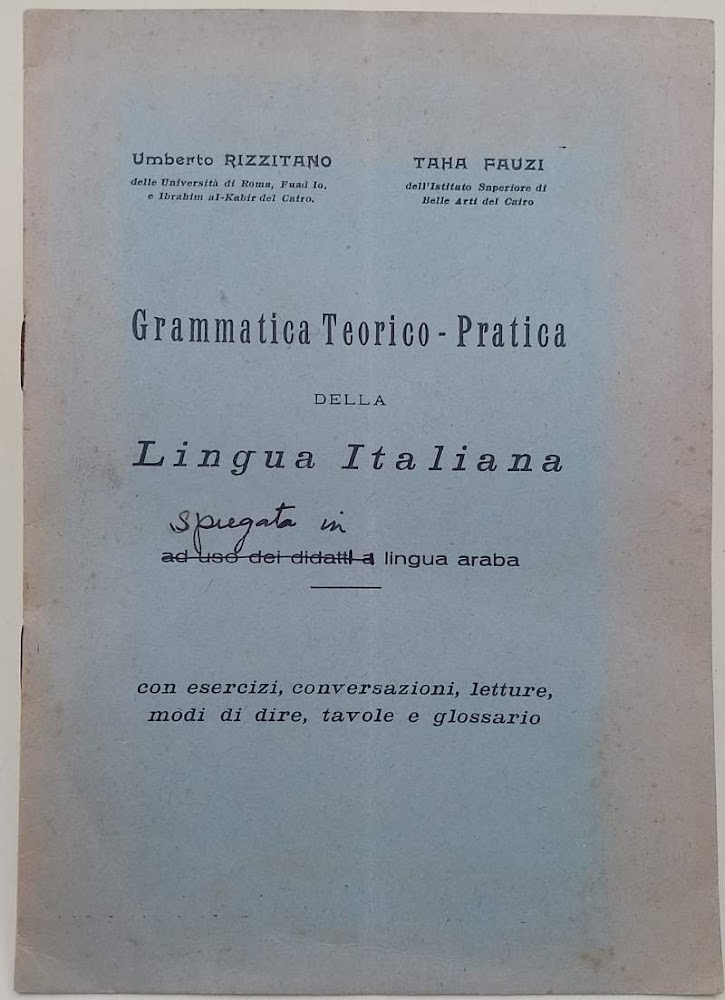 Umberto RIZZITANO
delle Università di Roma, Fuad Io.
e Ibrahim al-Kabir del Cairo.
TAHA FAUZI
dell'Istituto Superiore di
Belle Arti del Cairo
Grammatica Teorico - Pratica
DELLA
Lingua Italiana
spiegata in
ad uso dei didatti a lingua araba
con esercizi, conversazioni, letture,
modi di dire, tavole e glossario